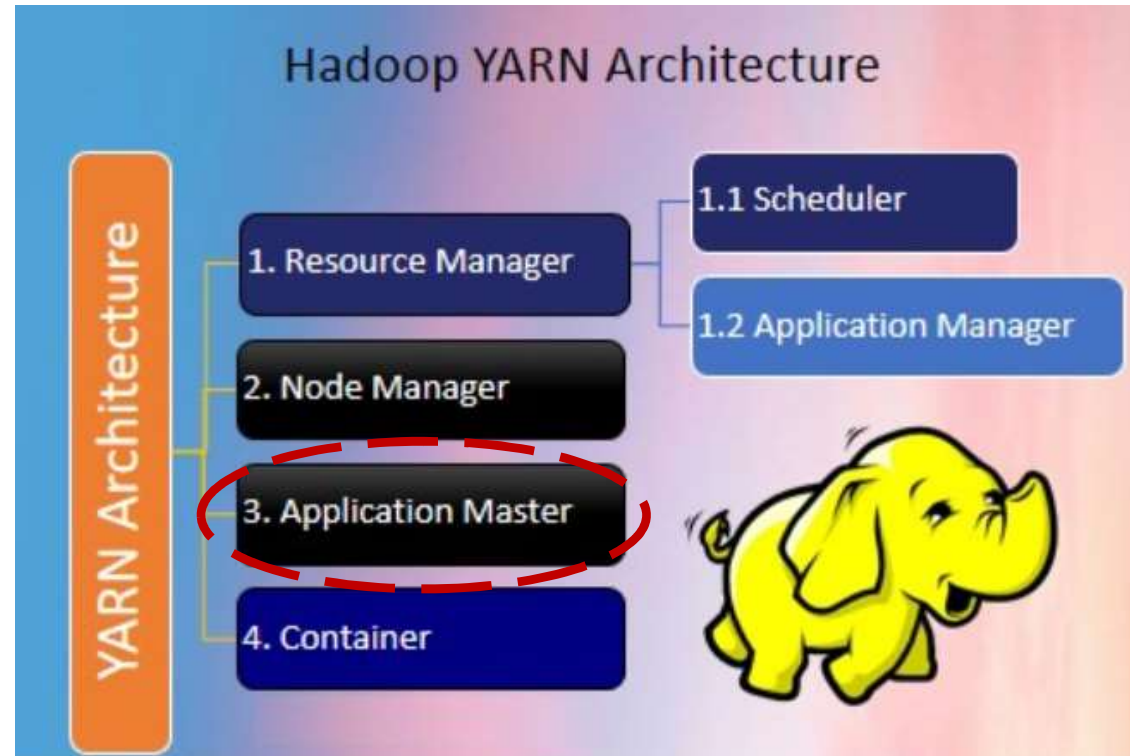 Hadoop YARN Architecture
YARN Architecture
1. Resource Manager
1.1 Scheduler
1.2 Application Manager
2. Node Manager
3. Application Master
4. Container